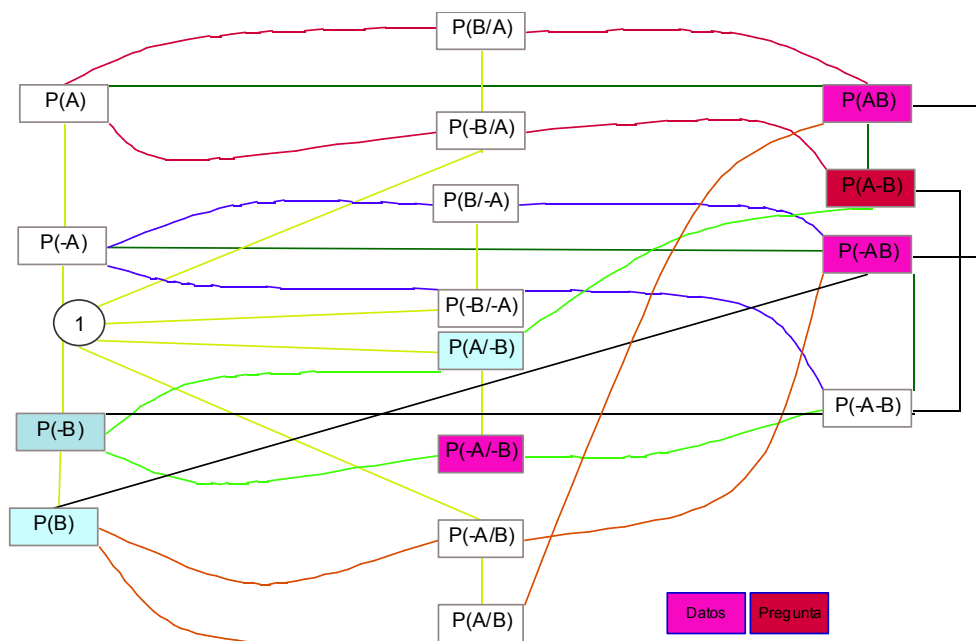 P(B/A)
P(A)
P(AB)
P(-B/A)
P(A-B)
P(B/-A)
P(-A)
P(-AB)
P(-B/-A)
1
P(A/-B)
P(-A-B)
P(-B)
P(-A/-B)
P(B)
P(-A/B)
P(A/B)
Datos
Pregunta